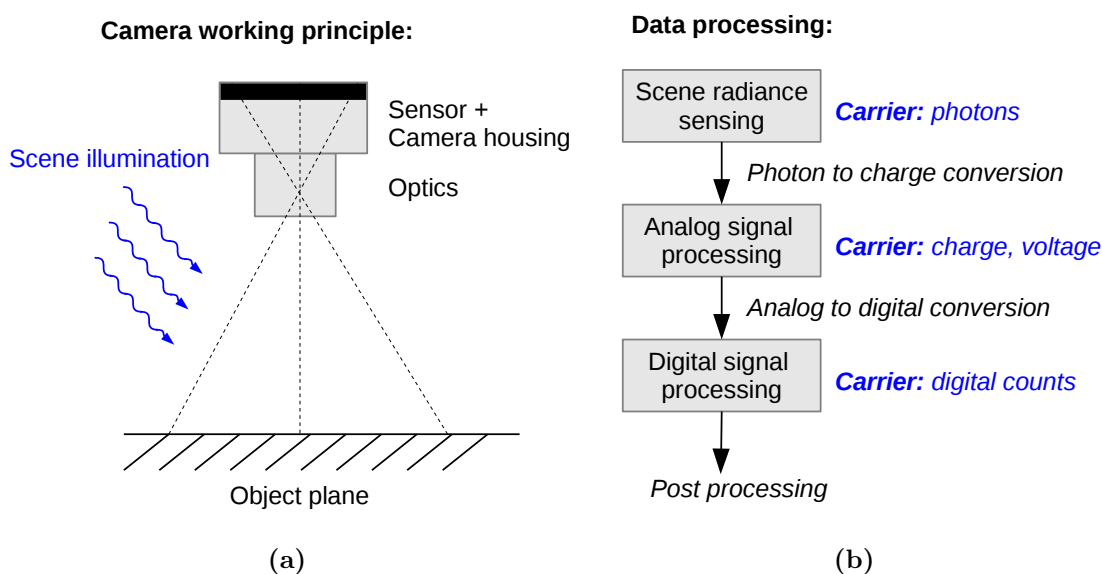 Camera working principle:
Sensor +
Camera housing
Scene illumination
Optics
Object plane
(a)
Data processing:
Scene radiance
sensing
Carrier: photons
Photon to charge conversion
Analog signal
processing
Carrier: charge, voltage
Analog to digital conversion
Digital signal
processing
Carrier: digital counts
Post processing
(b)